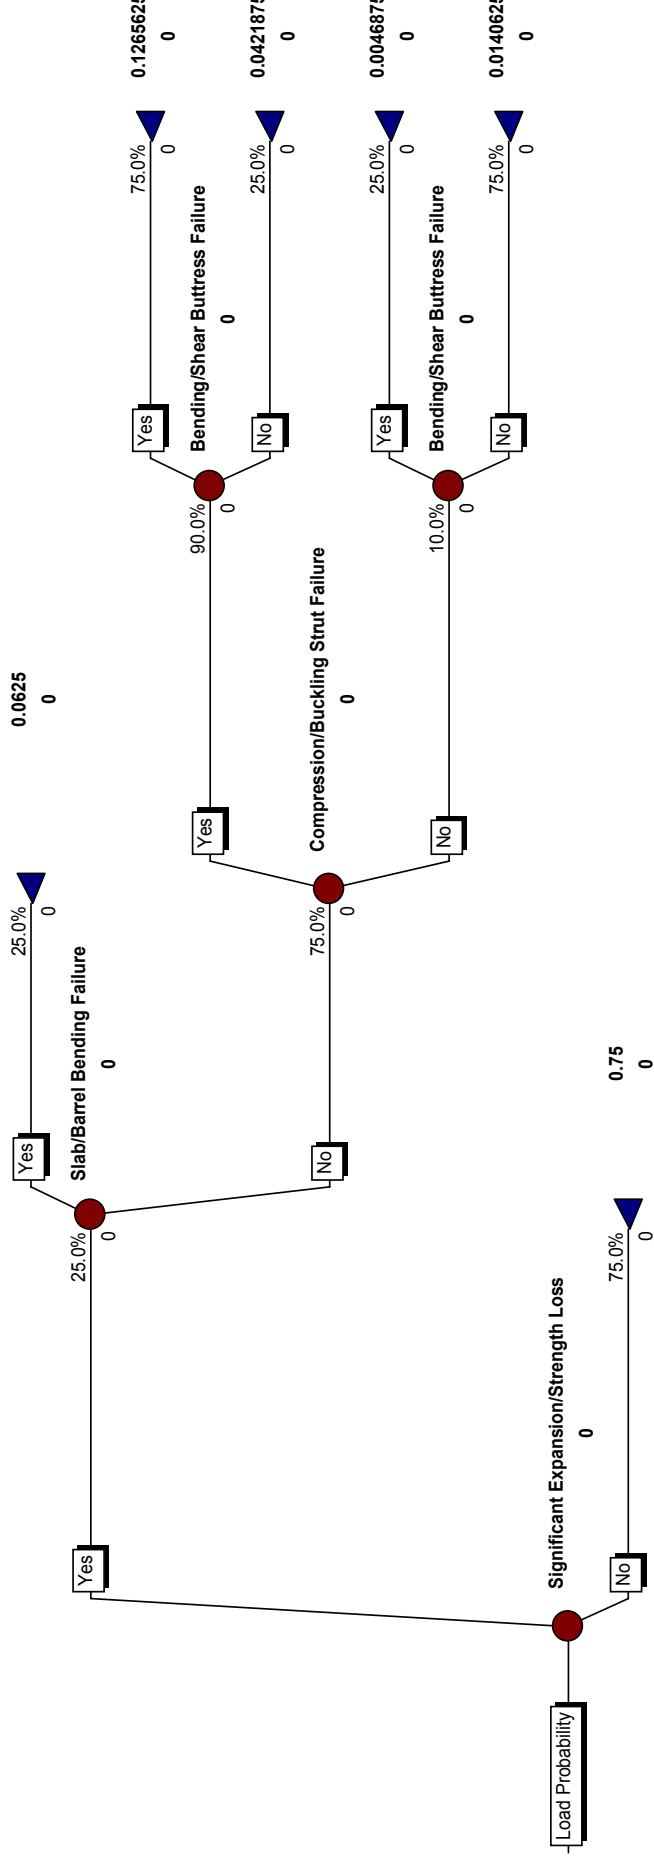 0.1265625
0
75.0%
0
Yes
Bending/Shear Buttress Failure
0
90.0%
0
0.0421875
0
25.0%
0
No
0.0625
0
25.0%
0
Yes
Slab/Barrel Bending Failure
0
25.0%
0
Yes
Compression/Buckling Strut Failure
0
75.0%
0
No
Yes
0.0046875
0
25.0%
0
Yes
Bending/Shear Buttress Failure
0
10.0%
0
No
0.0140625
0
75.0%
0
No
Yes
Significant Expansion/Strength Loss
0
0.75
0
75.0%
0
No
Load Probability